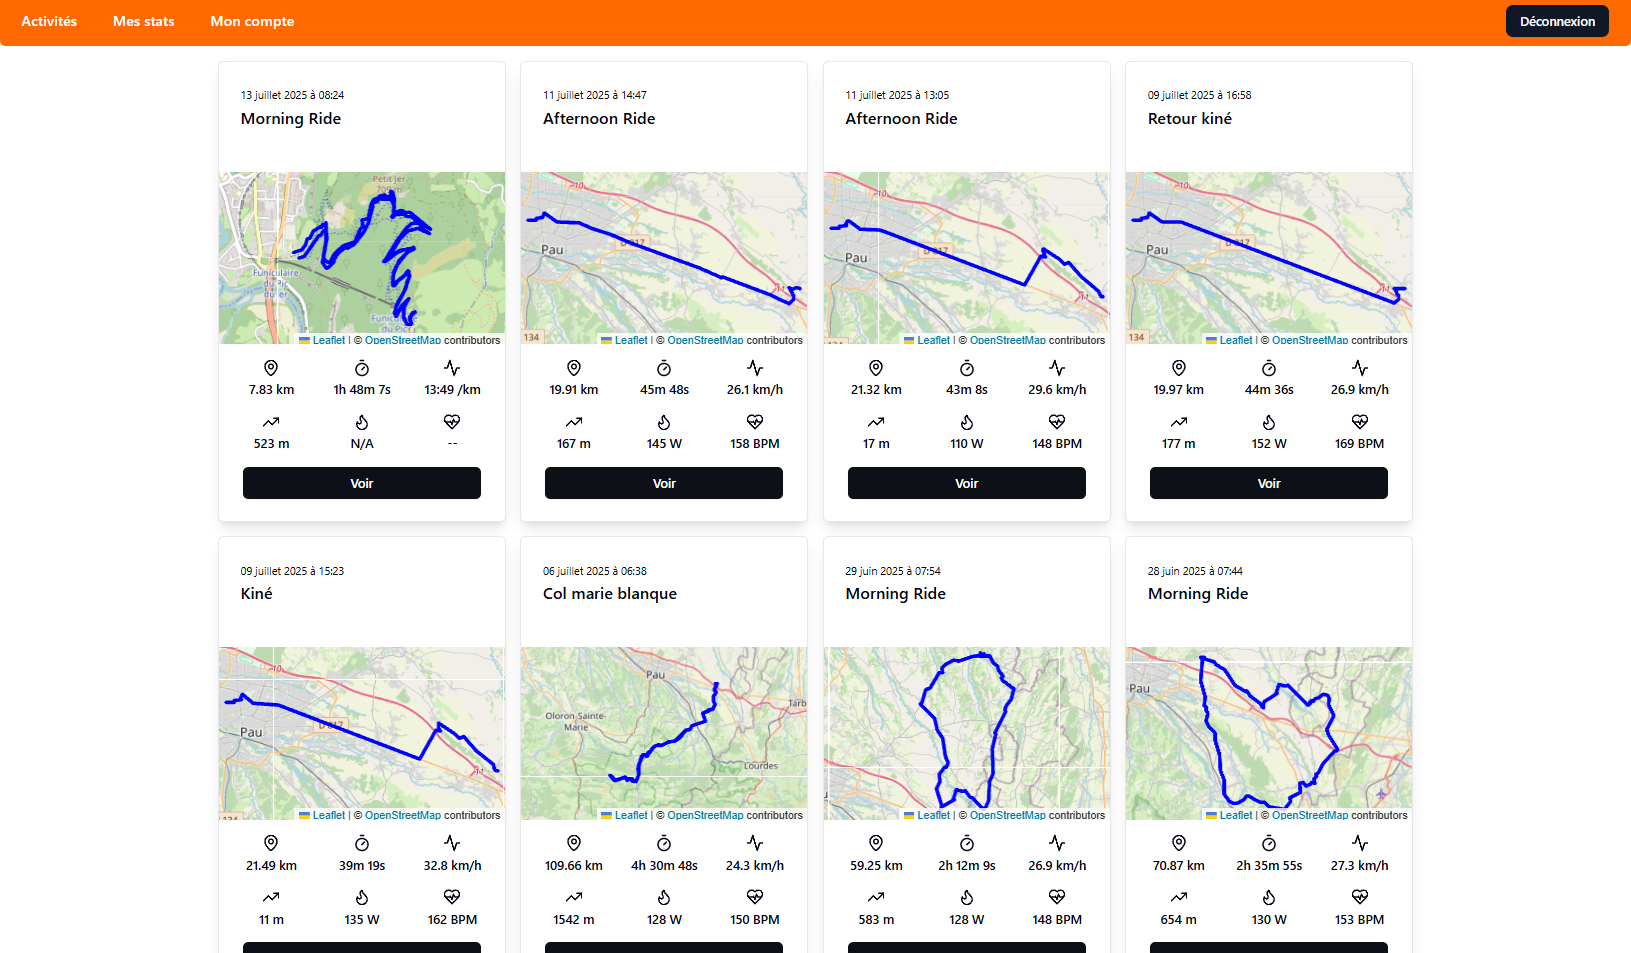 Activités Mes stats Mon compte Déconnexion
13 juillet 2025 à 08:24
Morning Ride
Petit Jer
709 m
Funiculaire
du Pic
du Jer
Leaflet | © OpenStreetMap contributors
7.83 km 1h 48m 7s 13:49 /km
523 m N/A --
Voir
11 juillet 2025 à 14:47
Afternoon Ride
Pau
134
Leaflet | © OpenStreetMap contributors
19.91 km 45m 48s 26.1 km/h
167 m 145 W 158 BPM
Voir
11 juillet 2025 à 13:05
Afternoon Ride
Pau
Leaflet | © OpenStreetMap contributors
21.32 km 43m 8s 29.6 km/h
17 m 110 W 148 BPM
Voir
09 juillet 2025 à 16:58
Retour kiné
Pau
134
Leaflet | © OpenStreetMap contributors
19.97 km 44m 36s 26.9 km/h
177 m 152 W 169 BPM
Voir
09 juillet 2025 à 15:23
Kiné
Pau
Leaflet | © OpenStreetMap contributors
21.49 km 39m 19s 32.8 km/h
11 m 135 W 162 BPM
06 juillet 2025 à 06:38
Col marie blanque
Pau
Tarb
Oloron-Sainte-
Marie
Lourdes
Leaflet | © OpenStreetMap contributors
109.66 km 4h 30m 48s 24.3 km/h
1542 m 128 W 150 BPM
29 juin 2025 à 07:54
Morning Ride
Leaflet | © OpenStreetMap contributors
59.25 km 2h 12m 9s 26.9 km/h
583 m 128 W 148 BPM
28 juin 2025 à 07:44
Morning Ride
Pau
Leaflet | © OpenStreetMap contributors
70.87 km 2h 35m 55s 27.3 km/h
654 m 130 W 153 BPM